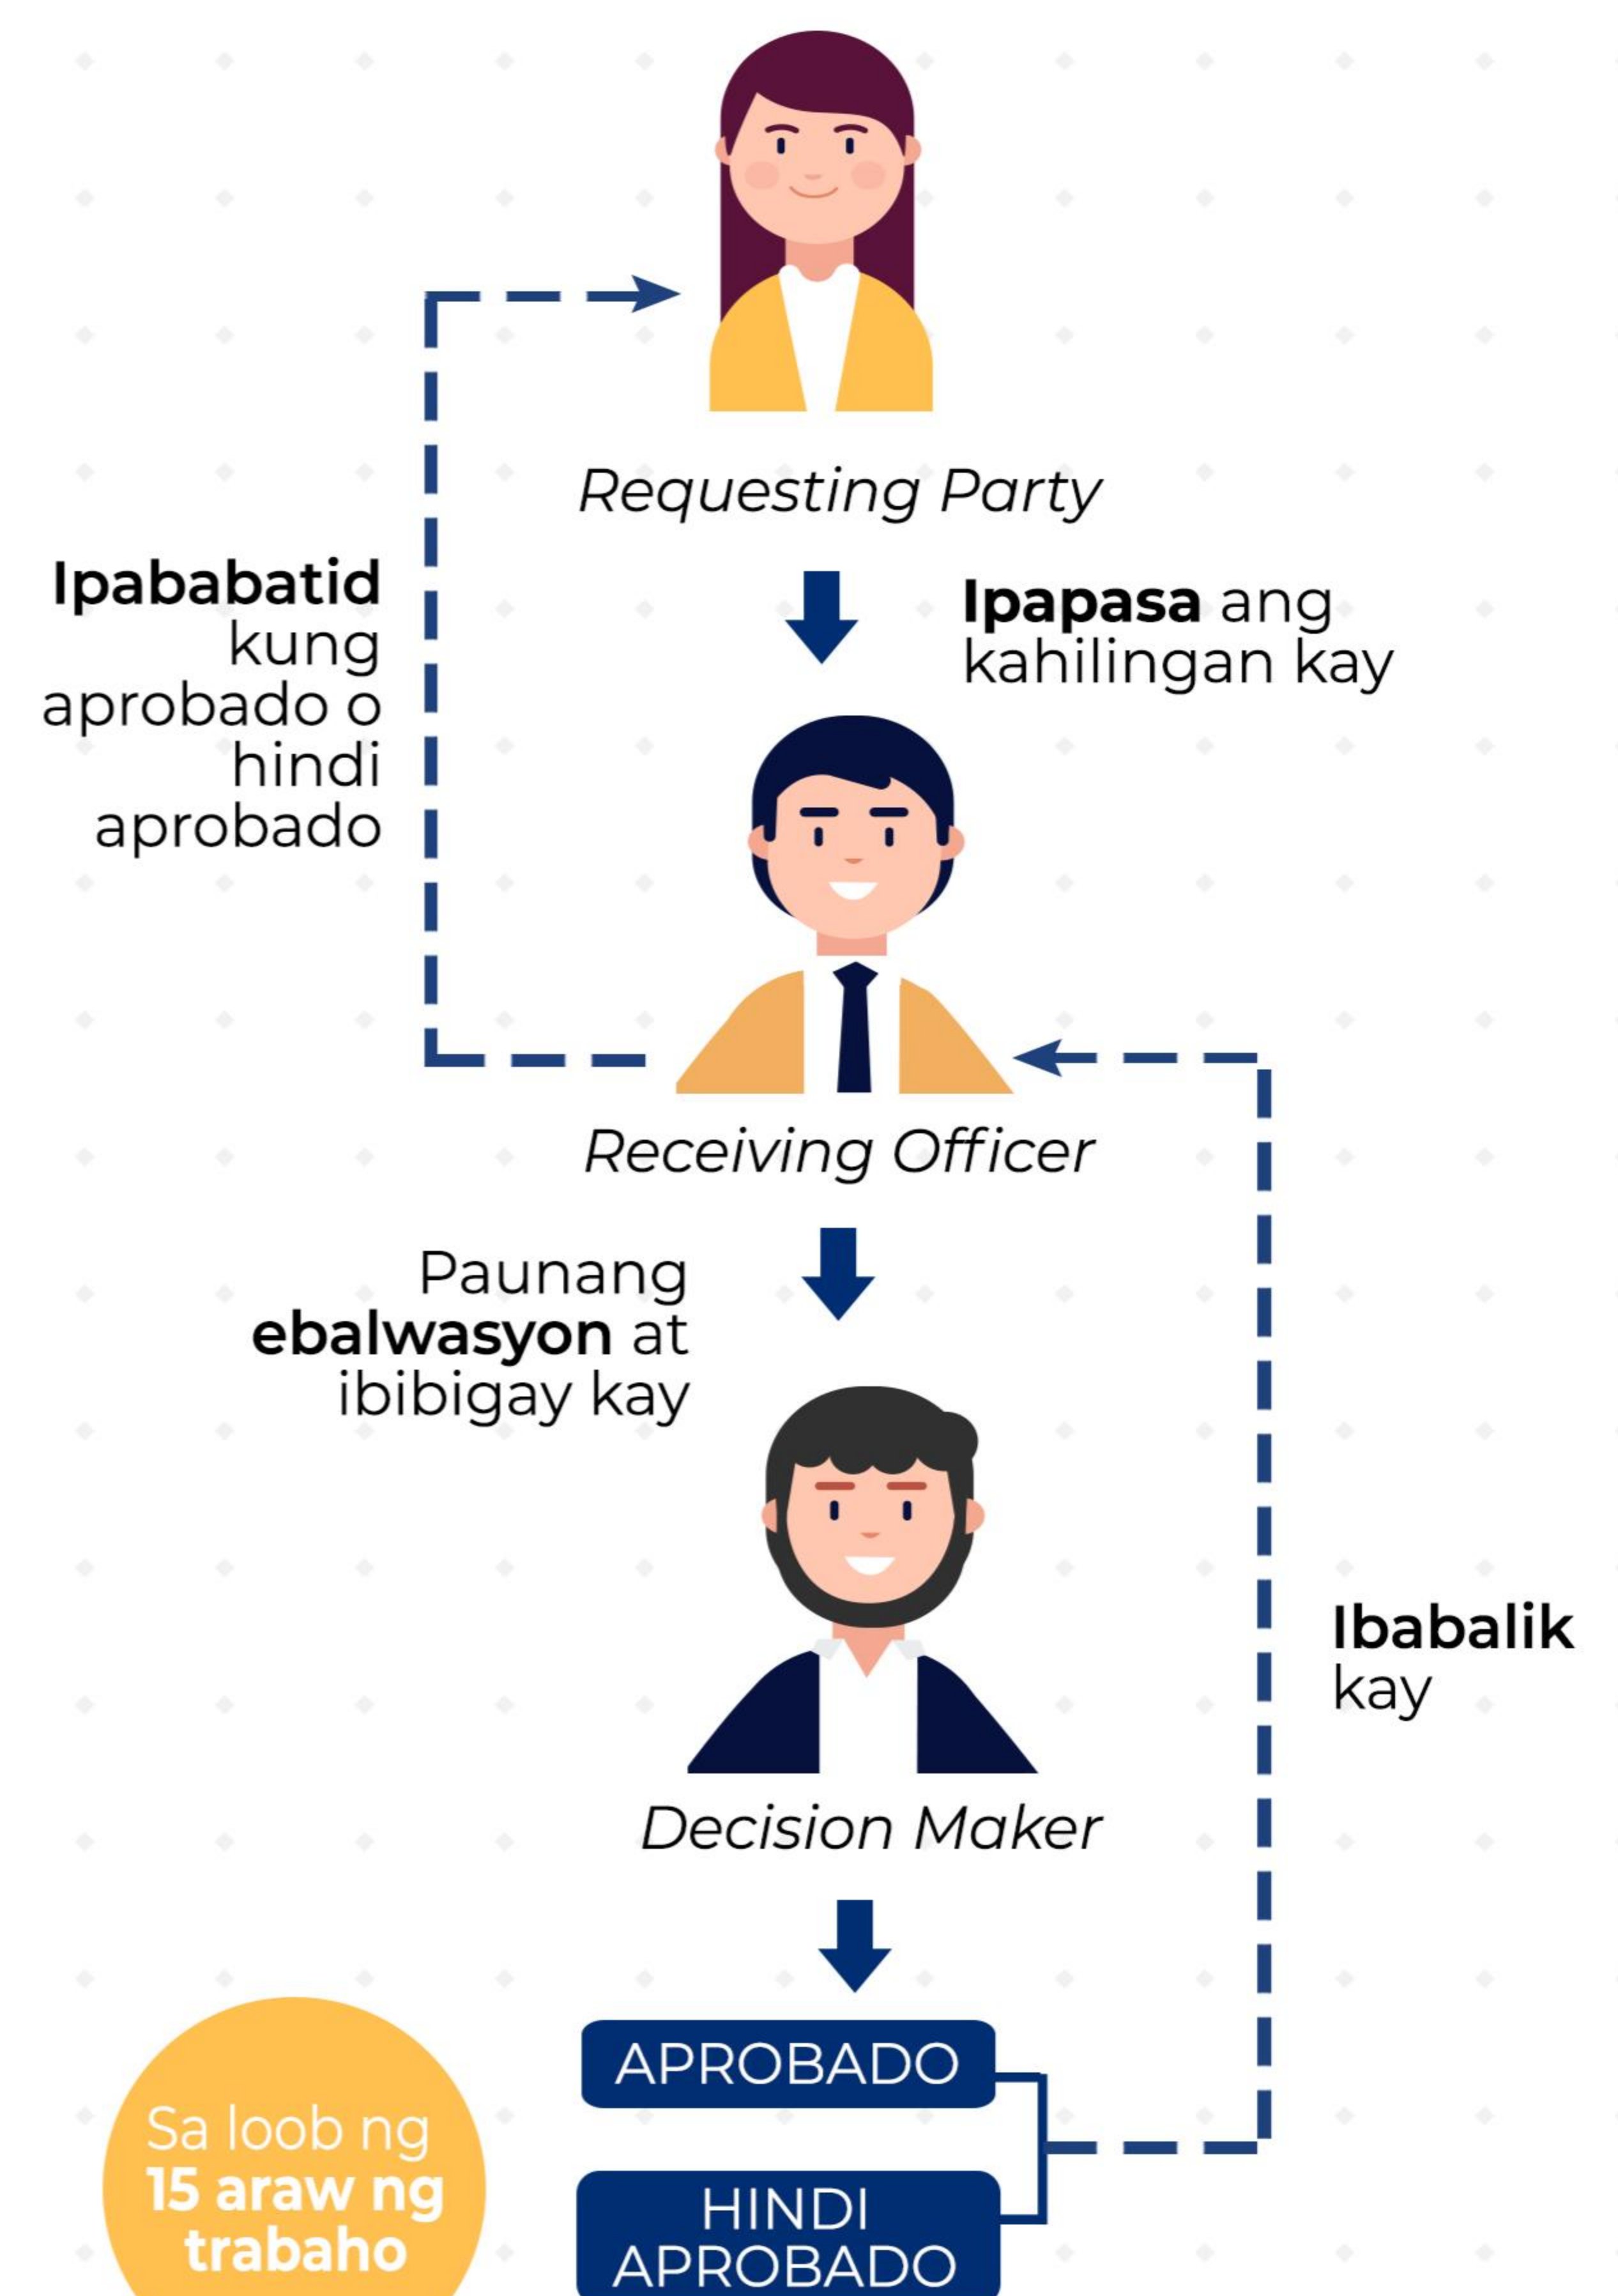 Requesting Party
Ipapasa ang
kahilingan kay
Ipababatid
kung
aprobado o
hindi
aprobado
Receiving Officer
Paunang
ebalwasyon at
ibibigay kay
Decision Maker
Ibabalik
kay
APROBADO
HINDI
APROBADO
Sa loob ng
15 araw ng
trabaho